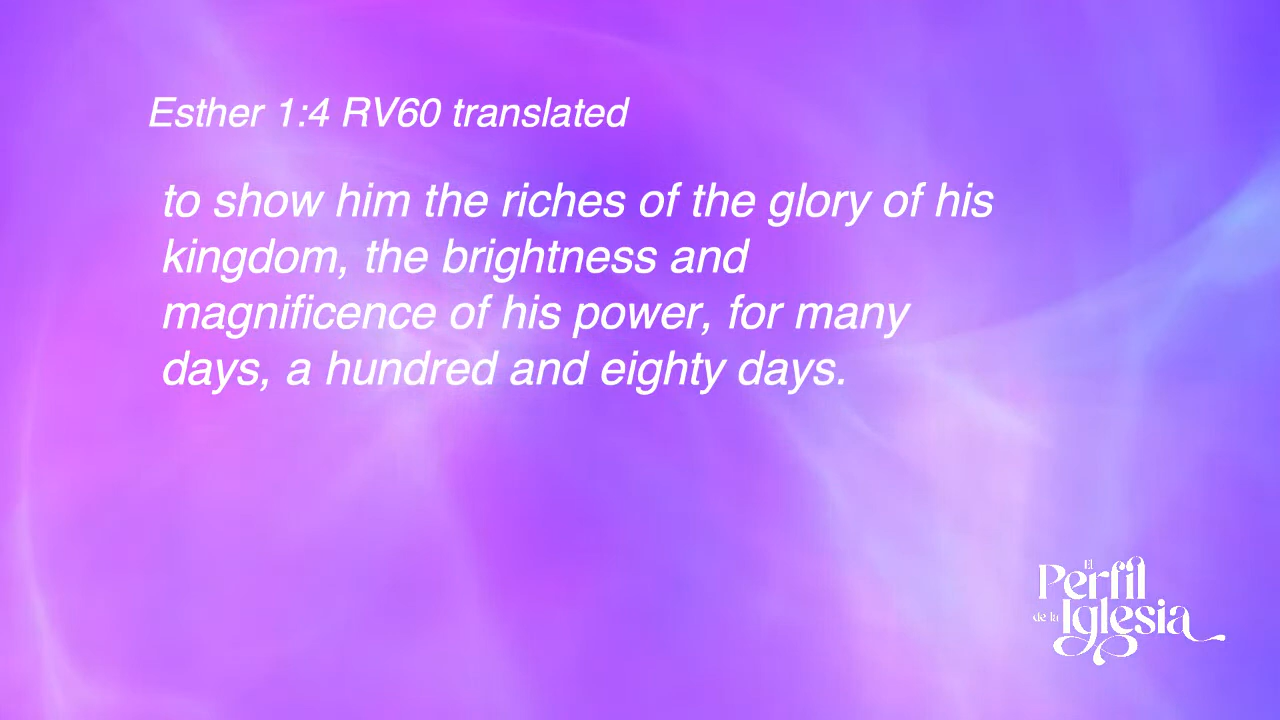 Esther 1:4 RV60 translated
to show him the riches of the glory of his
kingdom, the brightness and
magnificence of his power, for many
days, a hundred and eighty days.
El
Perfil
de la Iglesia